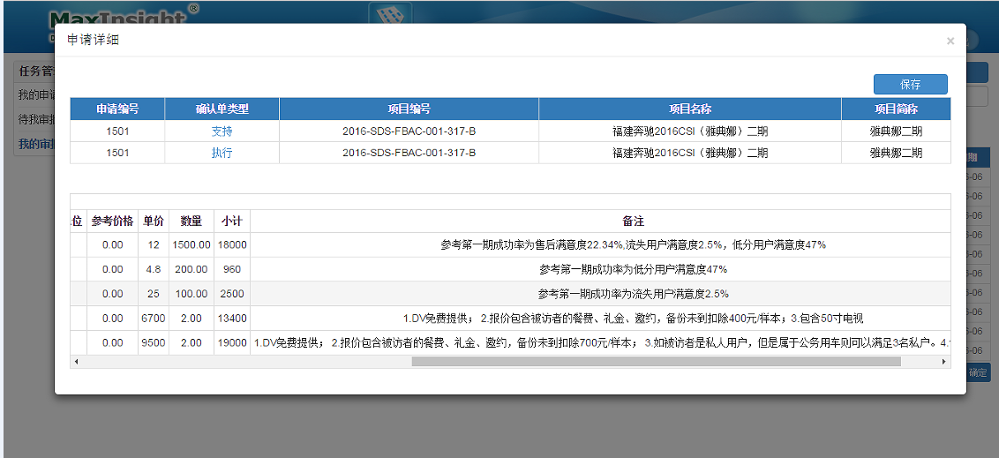 MaxInsight®
申请详细
×
保存
任务管
我的申请
待我审批
我的审批
申请编号 确认单类型 项目编号 项目名称 项目简称
1501 支持 2016-SDS-FBAC-001-317-B 福建奔驰2016CSI（雅典娜）二期 雅典娜二期
1501 执行 2016-SDS-FBAC-001-317-B 福建奔驰2016CSI（雅典娜）二期 雅典娜二期
期
-06
-06
-06
-06
-06
-06
-06
-06
-06
-06
位 参考价格 单价 数量 小计 备注
0.00 12 1500.00 18000 参考第一期成功率为售后满意度22.34%,流失用户满意度2.5%，低分用户满意度47%
0.00 4.8 200.00 960 参考第一期成功率为低分用户满意度47%
0.00 25 100.00 2500 参考第一期成功率为流失用户满意度2.5%
0.00 6700 2.00 13400 1.DV免费提供； 2.报价包含被访者的餐费、礼金、邀约，备份未到扣除400元/样本；3.包含50寸电视
0.00 9500 2.00 19000 1.DV免费提供； 2.报价包含被访者的餐费、礼金、邀约，备份未到扣除700元/样本； 3.如被访者是私人用户，但是属于公务用车则可以满足3名私户。4.
确定